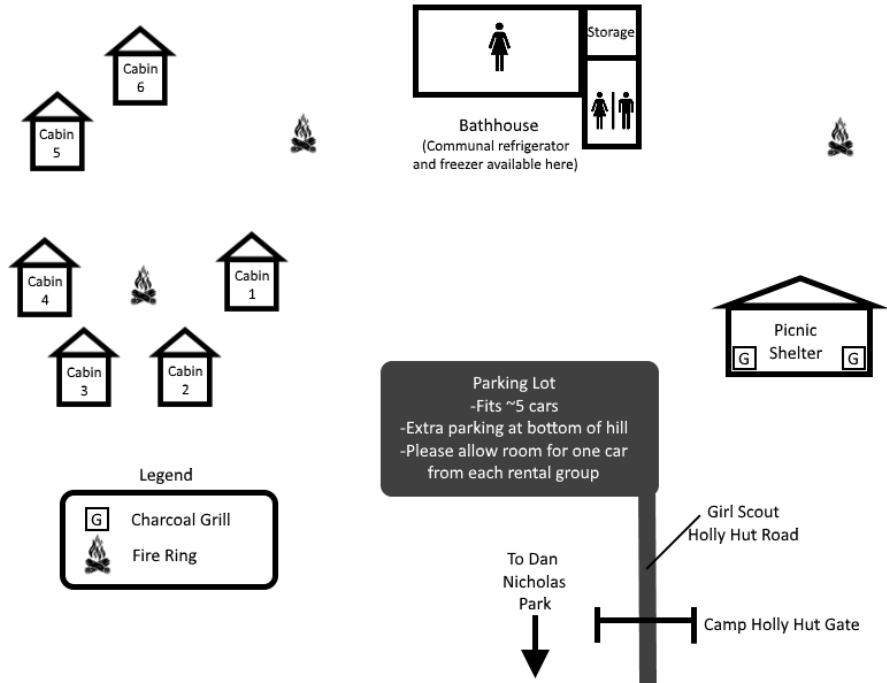 Cabin
6
Storage
Cabin
5
Bathhouse
(Communal refrigerator
and freezer available here)
Cabin
4
Cabin
1
Picnic
Shelter
G
G
Cabin
3
Cabin
2
Parking Lot
-Fits ~5 cars
-Extra parking at bottom of hill
-Please allow room for one car
from each rental group
Legend
G Charcoal Grill
Fire Ring
Girl Scout
Holly Hut Road
To Dan
Nicholas
Park
Camp Holly Hut Gate